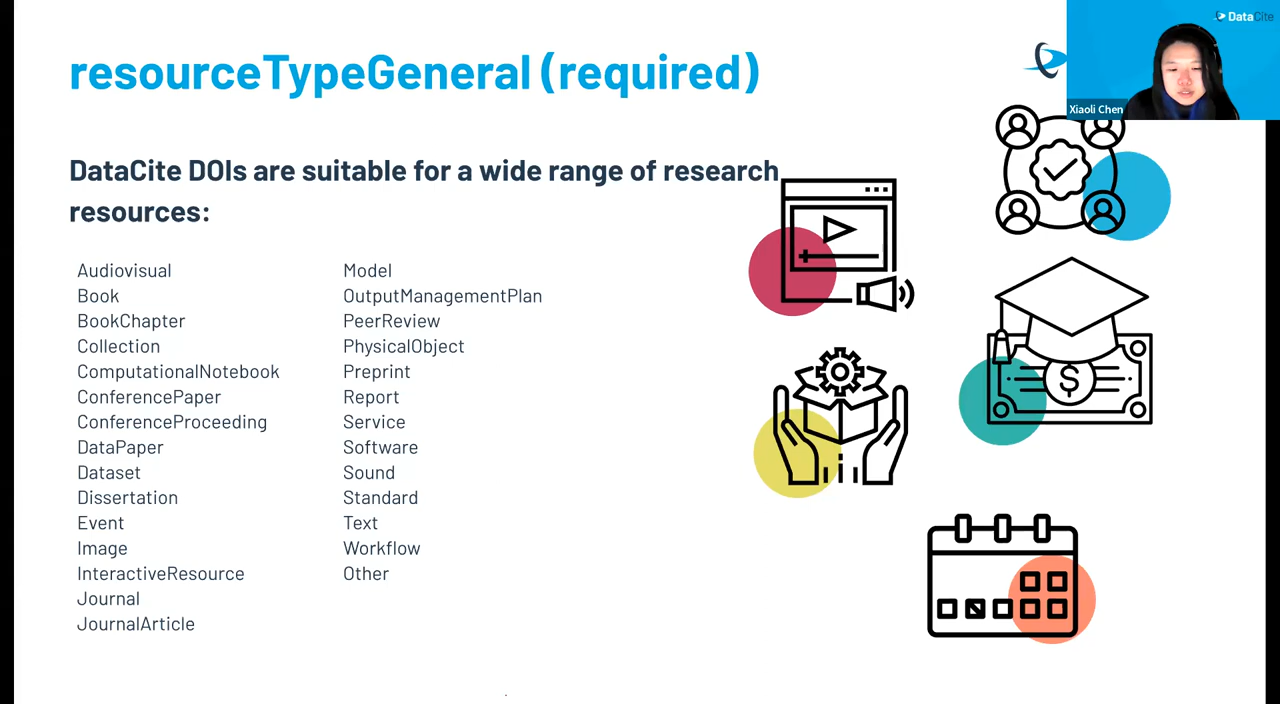 resourceTypeGeneral (required)
DataCite
Xiaoli Chen
DataCite DOIs are suitable for a wide range of research
resources:
Audiovisual
Book
BookChapter
Collection
ComputationalNotebook
ConferencePaper
ConferenceProceeding
DataPaper
Dataset
Dissertation
Event
Image
InteractiveResource
Journal
JournalArticle
Model
OutputManagementPlan
PeerReview
PhysicalObject
Preprint
Report
Service
Software
Sound
Standard
Text
Workflow
Other
$